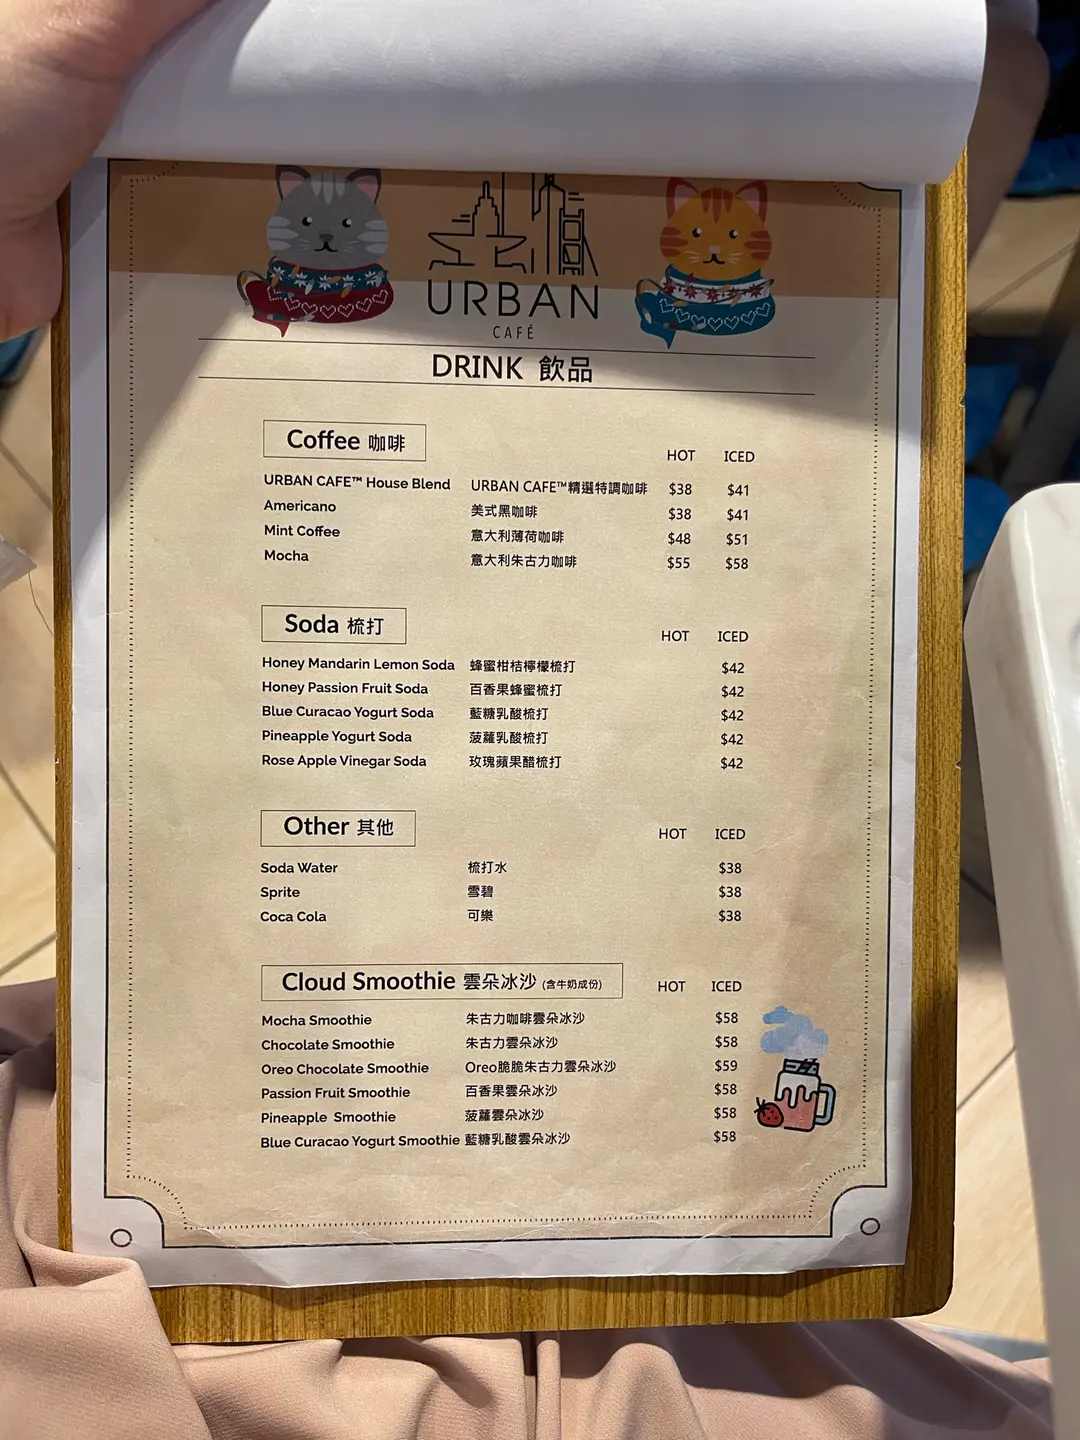 URBAN
CAFÉ
DRINK 飲品
Coffee 咖啡 HOT ICED
URBAN CAFE™ House Blend URBAN CAFE™精選特調咖啡 $38 $41
Americano 美式黑咖啡 $38 $41
Mint Coffee 意大利薄荷咖啡 $48 $51
Mocha 意大利朱古力咖啡 $55 $58
Soda 梳打 HOT ICED
Honey Mandarin Lemon Soda 蜂蜜柑桔檸檬梳打 $42
Honey Passion Fruit Soda 百香果蜂蜜梳打 $42
Blue Curacao Yogurt Soda 藍糖乳酸梳打 $42
Pineapple Yogurt Soda 菠蘿乳酸梳打 $42
Rose Apple Vinegar Soda 玫瑰蘋果醋梳打 $42
Other 其他 HOT ICED
Soda Water 梳打水 $38
Sprite 雪碧 $38
Coca Cola 可樂 $38
Cloud Smoothie 雲朵冰沙 (含牛奶成份) HOT ICED
Mocha Smoothie 朱古力咖啡雲朵冰沙 $58
Chocolate Smoothie 朱古力雲朵冰沙 $58
Oreo Chocolate Smoothie Oreo脆脆朱古力雲朵冰沙 $59
Passion Fruit Smoothie 百香果雲朵冰沙 $58
Pineapple Smoothie 菠蘿雲朵冰沙 $58
Blue Curacao Yogurt Smoothie 藍糖乳酸雲朵冰沙 $58